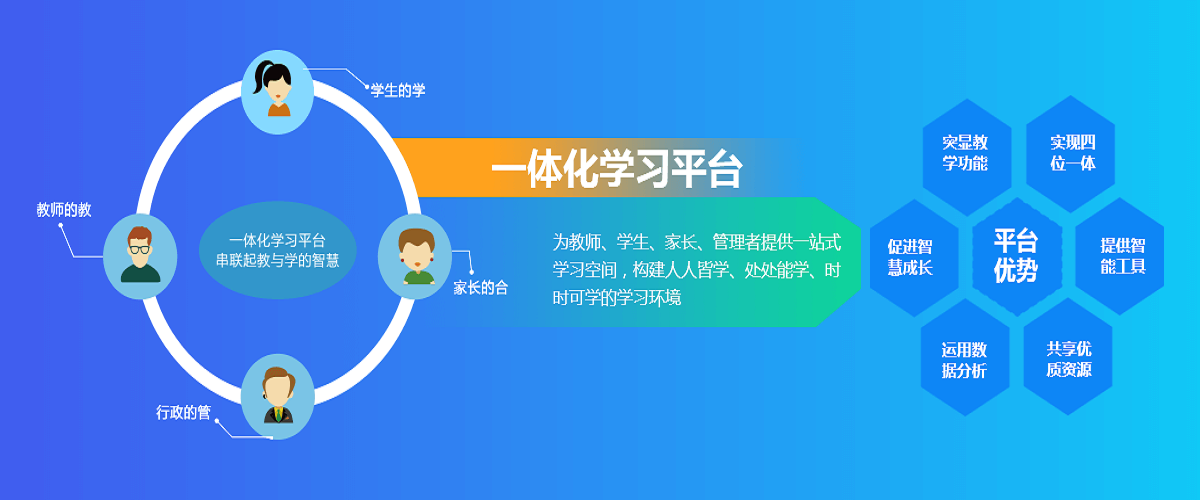 学生的学
教师的教
一体化学习平台
串联起教与学的智慧
家长的合
行政的管
一体化学习平台
为教师、学生、家长、管理者提供一站式
学习空间，构建人人皆学、处处能学、时
时可学的学习环境
突显教
学功能
实现四
位一体
促进智
慧成长
平台
优势
提供智
能工具
运用数
据分析
共享优
质资源